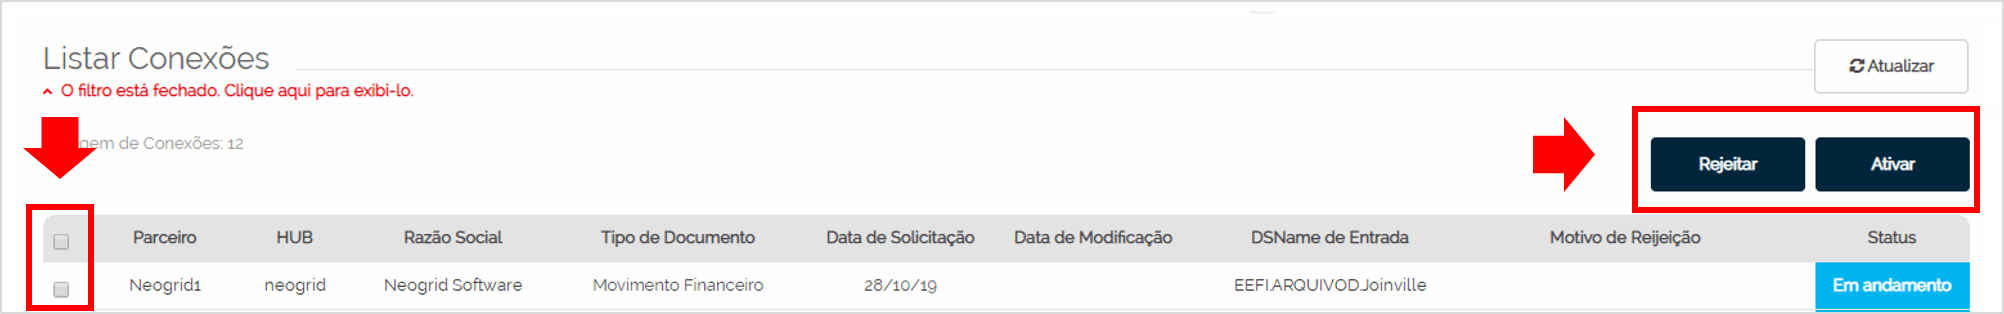 Listar Conexões
Atualizar
O filtro está fechado. Clique aqui para exibi-lo.
gem de Conexões: 12
Rejeitar Ativar
Parceiro HUB Razão Social Tipo de Documento Data de Solicitação Data de Modificação DSName de Entrada Motivo de Reijeição Status
Neogrid1 neogrid Neogrid Software Movimento Financeiro 28/10/19 EEFI.ARQUIVOD.Joinville Em andamento